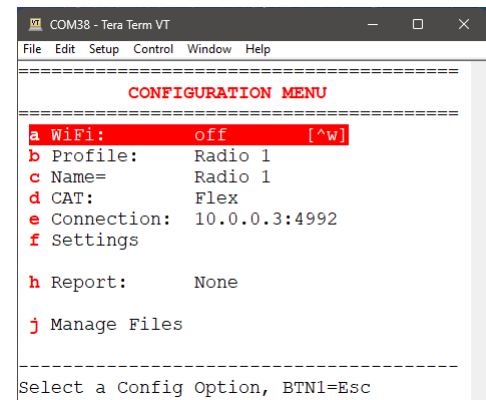 COM38 - Tera Term VT
File Edit Setup Control Window Help
===========================================
CONFIGURATION MENU
===========================================
a WiFi: off [^w]
b Profile: Radio 1
c Name= Radio 1
d CAT: Flex
e Connection: 10.0.0.3:4992
f Settings
h Report: None
j Manage Files
-------------------------------------------
Select a Config Option, BTN1=Esc